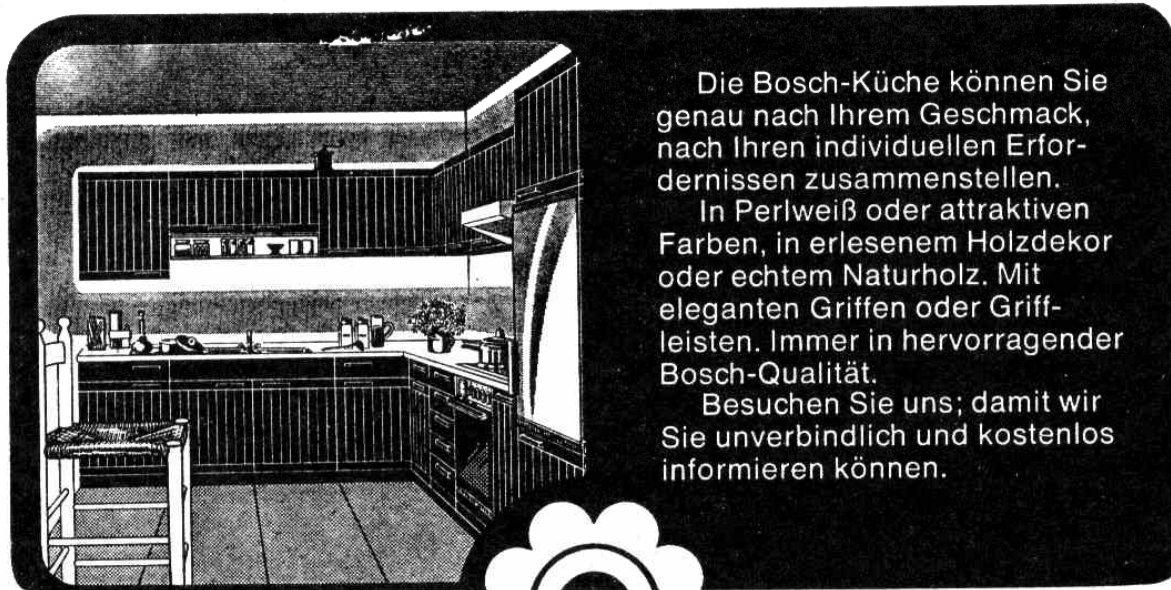 Die Bosch-Küche können Sie
genau nach Ihrem Geschmack,
nach Ihren individuellen Erfor-
dernissen zusammenstellen.
In Perlweiß oder attraktiven
Farben, in erlesenem Holzdekor
oder echtem Naturholz. Mit
eleganten Griffen oder Griff-
leisten. Immer in hervorragender
Bosch-Qualität.
Besuchen Sie uns; damit wir
Sie unverbindlich und kostenlos
informieren können.